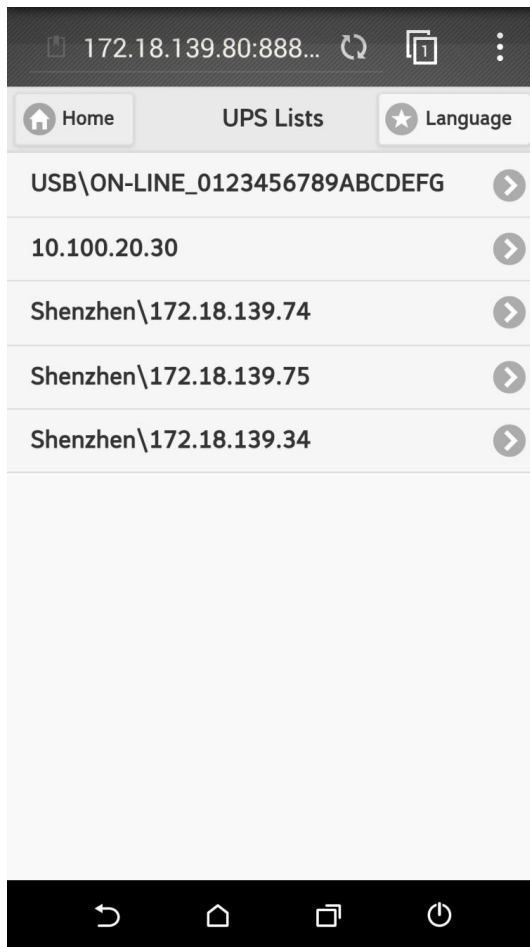 172.18.139.80:888...
1
Home
UPS Lists
Language
USB\ON-LINE_0123456789ABCDEFG
10.100.20.30
Shenzhen\172.18.139.74
Shenzhen\172.18.139.75
Shenzhen\172.18.139.34